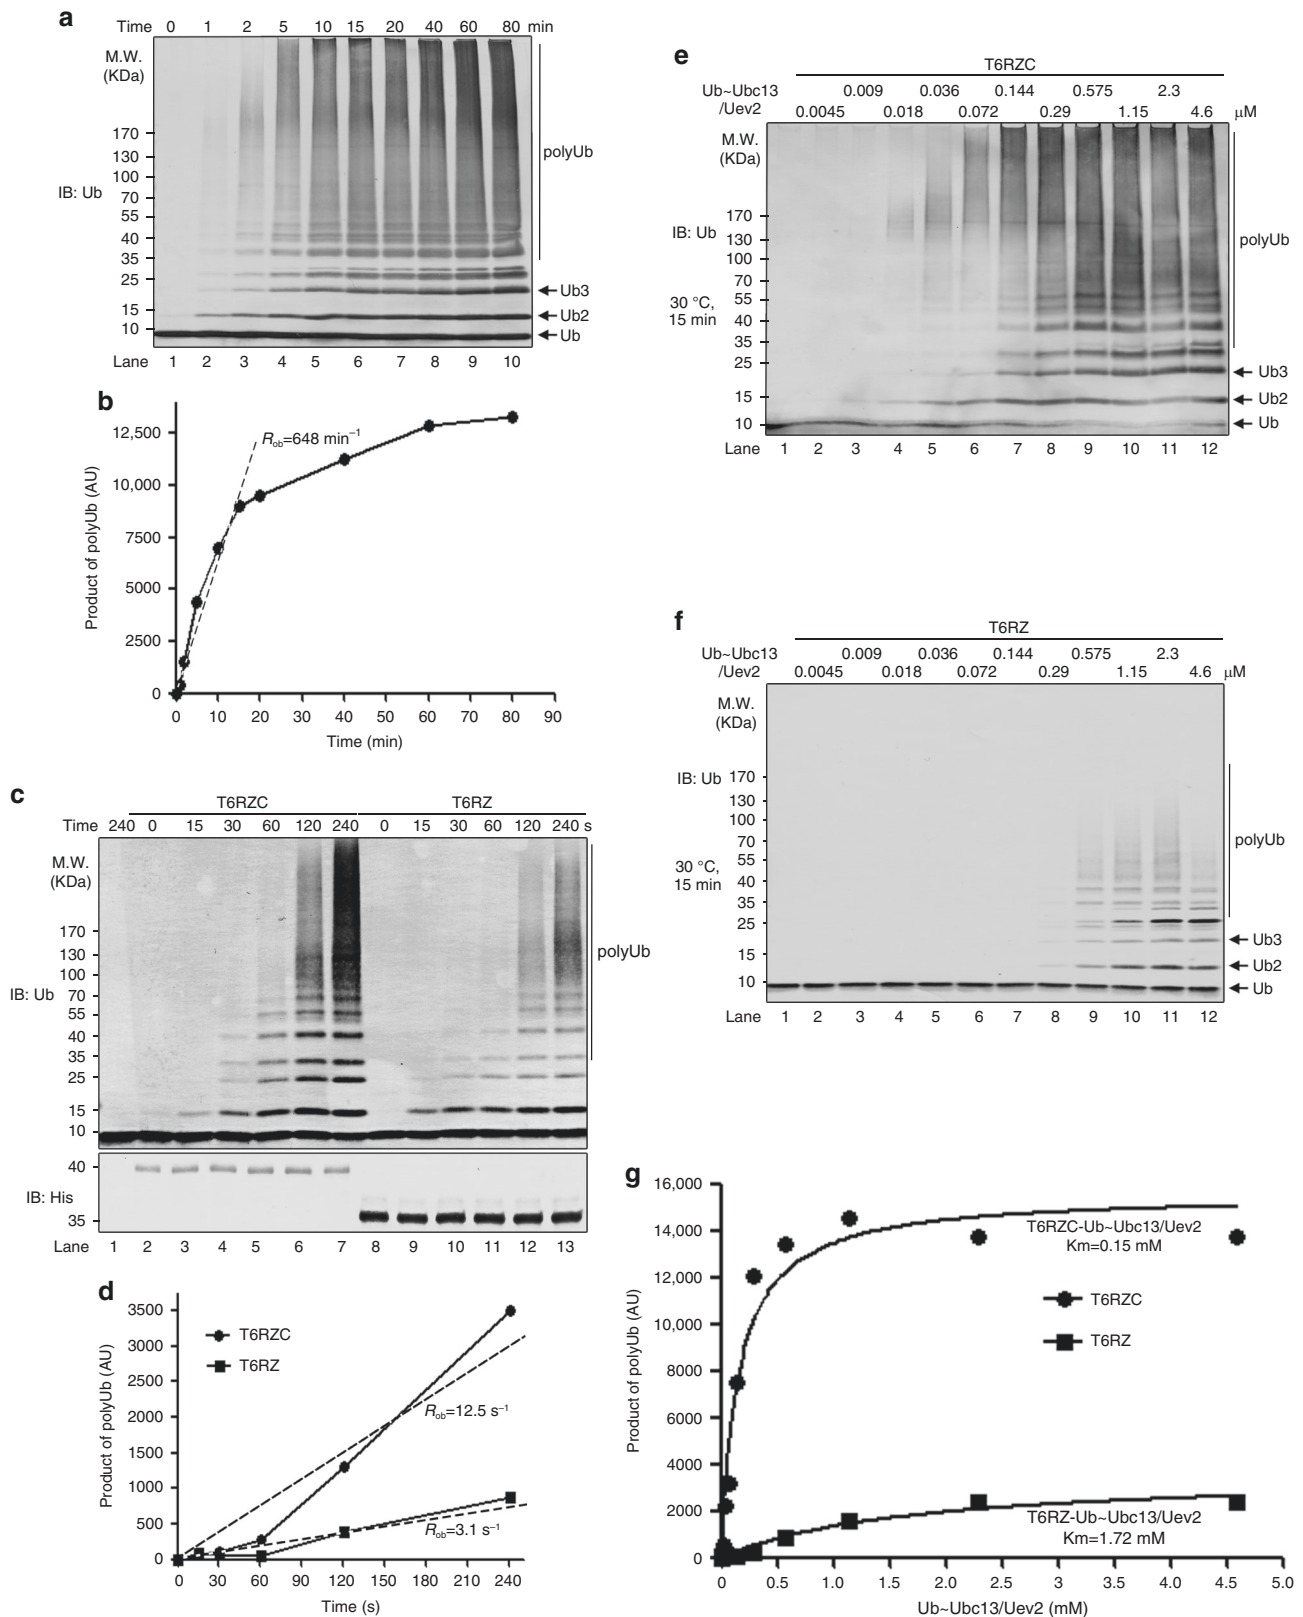 a
Time 0 1 2 5 10 15 20 40 60 80 min
M.W.
(KDa)
170
130
100
70
55
40
35
25
15
10
IB: Ub
polyUb
Ub3
Ub2
Ub
Lane 1 2 3 4 5 6 7 8 9 10
b
Product of polyUb (AU)
12,500
10,000
7500
5000
2500
0
Rob=648 min⁻¹
0 10 20 30 40 50 60 70 80 90
Time (min)
c
T6RZC T6RZ
Time 240 0 15 30 60 120 240 0 15 30 60 120 240 s
M.W.
(KDa)
170
130
100
70
55
40
35
25
15
10
IB: Ub
polyUb
40
IB: His
35
Lane 1 2 3 4 5 6 7 8 9 10 11 12 13
d
Product of polyUb (AU)
3500
3000
2500
2000
1500
1000
500
0
T6RZC
T6RZ
Rob=12.5 s⁻¹
Rob=3.1 s⁻¹
0 30 60 90 120 150 180 210 240
Time (s)
e
T6RZC
Ub~Ubc13 0.009 0.036 0.144 0.575 2.3
/Uev2 0.0045 0.018 0.072 0.29 1.15 4.6 μM
M.W.
(KDa)
170
IB: Ub
130
100
70
55
40
35
25
15
10
30 °C,
15 min
polyUb
Ub3
Ub2
Ub
Lane 1 2 3 4 5 6 7 8 9 10 11 12
f
T6RZ
Ub~Ubc13 0.009 0.036 0.144 0.575 2.3
/Uev2 0.0045 0.018 0.072 0.29 1.15 4.6 μM
M.W.
(KDa)
IB: Ub 170
130
100
70
55
40
35
25
15
10
30 °C,
15 min
polyUb
Ub3
Ub2
Ub
Lane 1 2 3 4 5 6 7 8 9 10 11 12
g
Product of polyUb (AU)
16,000
14,000
12,000
10,000
8000
6000
4000
2000
0
T6RZC-Ub~Ubc13/Uev2
Km=0.15 mM
T6RZC
T6RZ
T6RZ-Ub~Ubc13/Uev2
Km=1.72 mM
0 0.5 1.0 1.5 2.0 2.5 3.0 3.5 4.0 4.5 5.0
Ub~Ubc13/Uev2 (mM)